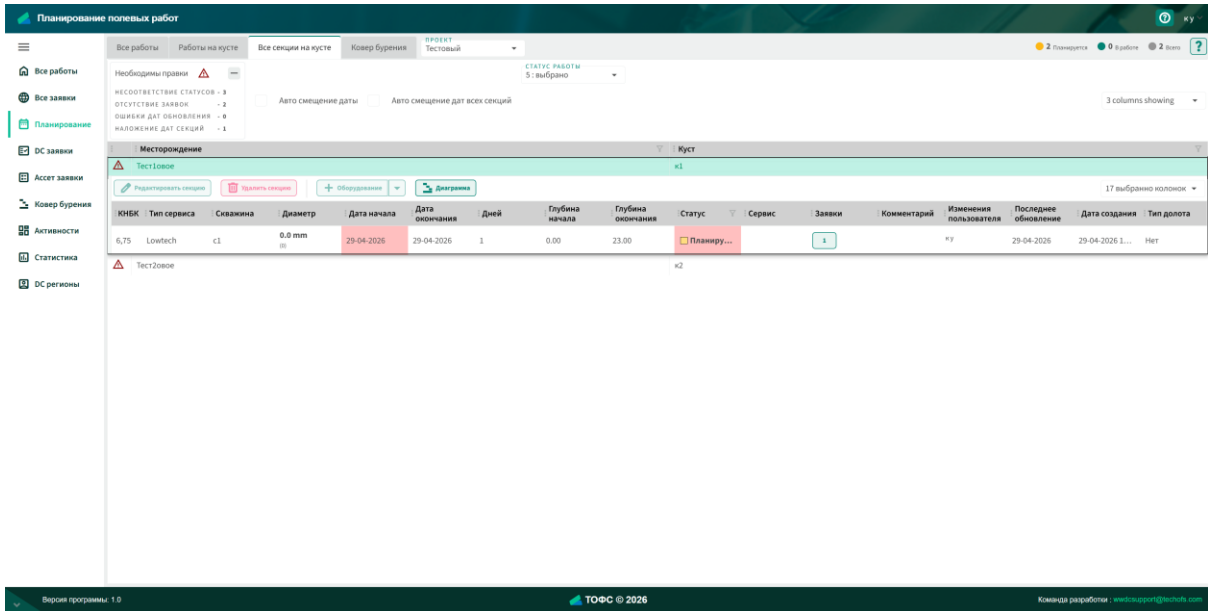 Планирование полевых работ
ку
Все работы
Все заявки
Планирование
DC заявки
Ассет заявки
Ковер бурения
Активности
Статистика
DC регионы
Все работы Работы на кусте Все секции на кусте Ковер бурения
ПРОЕКТ
Тестовый
2 Планируется 0 В работе 2 Всего ?
Необходимы правки
НЕСООТВЕТСТВИЕ СТАТУСОВ - 3
ОТСУТСТВИЕ ЗАЯВОК - 2
ОШИБКИ ДАТ ОБНОВЛЕНИЯ - 0
НАЛОЖЕНИЕ ДАТ СЕКЦИЙ - 1
СТАТУС РАБОТЫ
5 : выбрано
Авто смещение даты Авто смещение дат всех секций
3 columns showing
Месторождение Куст
Тест1овое к1
Редактировать секцию Удалить секцию Оборудование Диаграмма
17 выбранно колонок
КНБК Тип сервиса Скважина Диаметр Дата начала Дата окончания Дней Глубина начала Глубина окончания Статус Сервис Заявки Комментарий Изменения пользователя Последнее обновление Дата создания Тип долота
6,75 Lowtech с1 0.0 mm 29-04-2026 29-04-2026 1 0.00 23.00 Планиру... 1 ку 29-04-2026 29-04-2026 1... Нет
Тест2овое к2
Версия программы: 1.0
ТОФС © 2026
Команда разработки : wwdcsupport@techofs.com